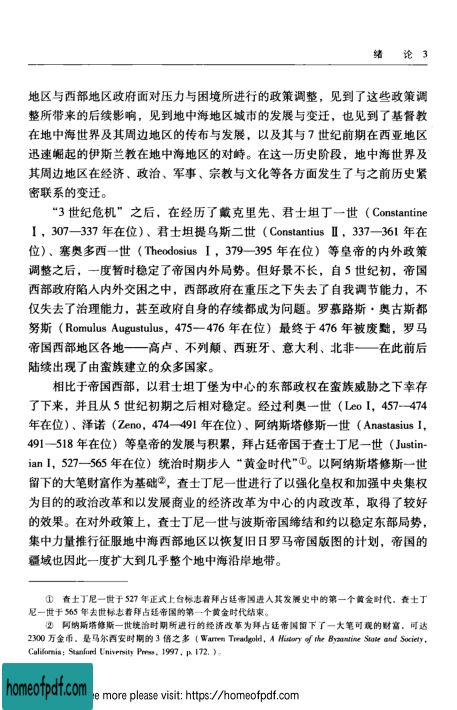 绪 论 3
地区与西部地区政府面对压力与困境所进行的政策调整，见到了这些政策调
整所带来的后续影响，见到地中海地区城市的发展与变迁，也见到了基督教
在地中海世界及其周边地区的传布与发展，以及其与 7 世纪前期在西亚地区
迅速崛起的伊斯兰教在地中海地区的对峙。在这一历史阶段，地中海世界及
其周边地区在经济、政治、军事、宗教与文化等各方面发生了与之前历史紧
密联系的变迁。
“3 世纪危机”之后，在经历了戴克里先、君士坦丁一世（Constantine
Ⅰ，307—337 年在位）、君士坦提乌斯二世（Constantius Ⅱ，337—361 年在
位）、塞奥多西一世（Theodosius Ⅰ，379—395 年在位）等皇帝的内外政策
调整之后，一度暂时稳定了帝国内外局势。但好景不长，自 5 世纪初，帝国
西部政府陷入内外交困之中，西部政府在重压之下失去了自我调节能力，不
仅失去了治理能力，甚至政府自身的存续都成为问题。罗慕路斯·奥古斯都
努斯（Romulus Augustulus，475—476 年在位）最终于 476 年被废黜，罗马
帝国西部地区各地——高卢、不列颠、西班牙、意大利、北非——在此前后
陆续出现了由蛮族建立的众多国家。
相比于帝国西部，以君士坦丁堡为中心的东部政权在蛮族威胁之下幸存
了下来，并且从 5 世纪初期之后相对稳定。经过利奥一世（Leo I，457—474
年在位）、泽诺（Zeno，474—491 年在位）、阿纳斯塔修斯一世（Anastasius I，
491—518 年在位）等皇帝的发展与积累，拜占廷帝国于查士丁尼一世（Justin-
ian I，527—565 年在位）统治时期步入“黄金时代”①。以阿纳斯塔修斯一世
留下的大笔财富作为基础②，查士丁尼一世进行了以强化皇权和加强中央集权
为目的的政治改革和以发展商业的经济改革为中心的内政改革，取得了较好
的效果。在对外政策上，查士丁尼一世与波斯帝国缔结和约以稳定东部局势，
集中力量推行征服地中海西部地区以恢复旧日罗马帝国版图的计划，帝国的
疆域也因此一度扩大到几乎整个地中海沿岸地带。
① 查士丁尼一世于 527 年正式上台标志着拜占廷帝国进入其发展史中的第一个黄金时代，查士丁
尼一世于 565 年去世标志着拜占廷帝国的第一个黄金时代结束。
② 阿纳斯塔修斯一世统治时期所进行的经济改革为拜占廷帝国留下了一大笔可观的财富，可达
2300 万金币，是马尔西安时期的 3 倍之多（Warren Treadgold, A History of the Byzantine State and Society,
California: Stanford University Press, 1997, p. 172.）。
homeofpdf.com
e more please visit: https://homeofpdf.com